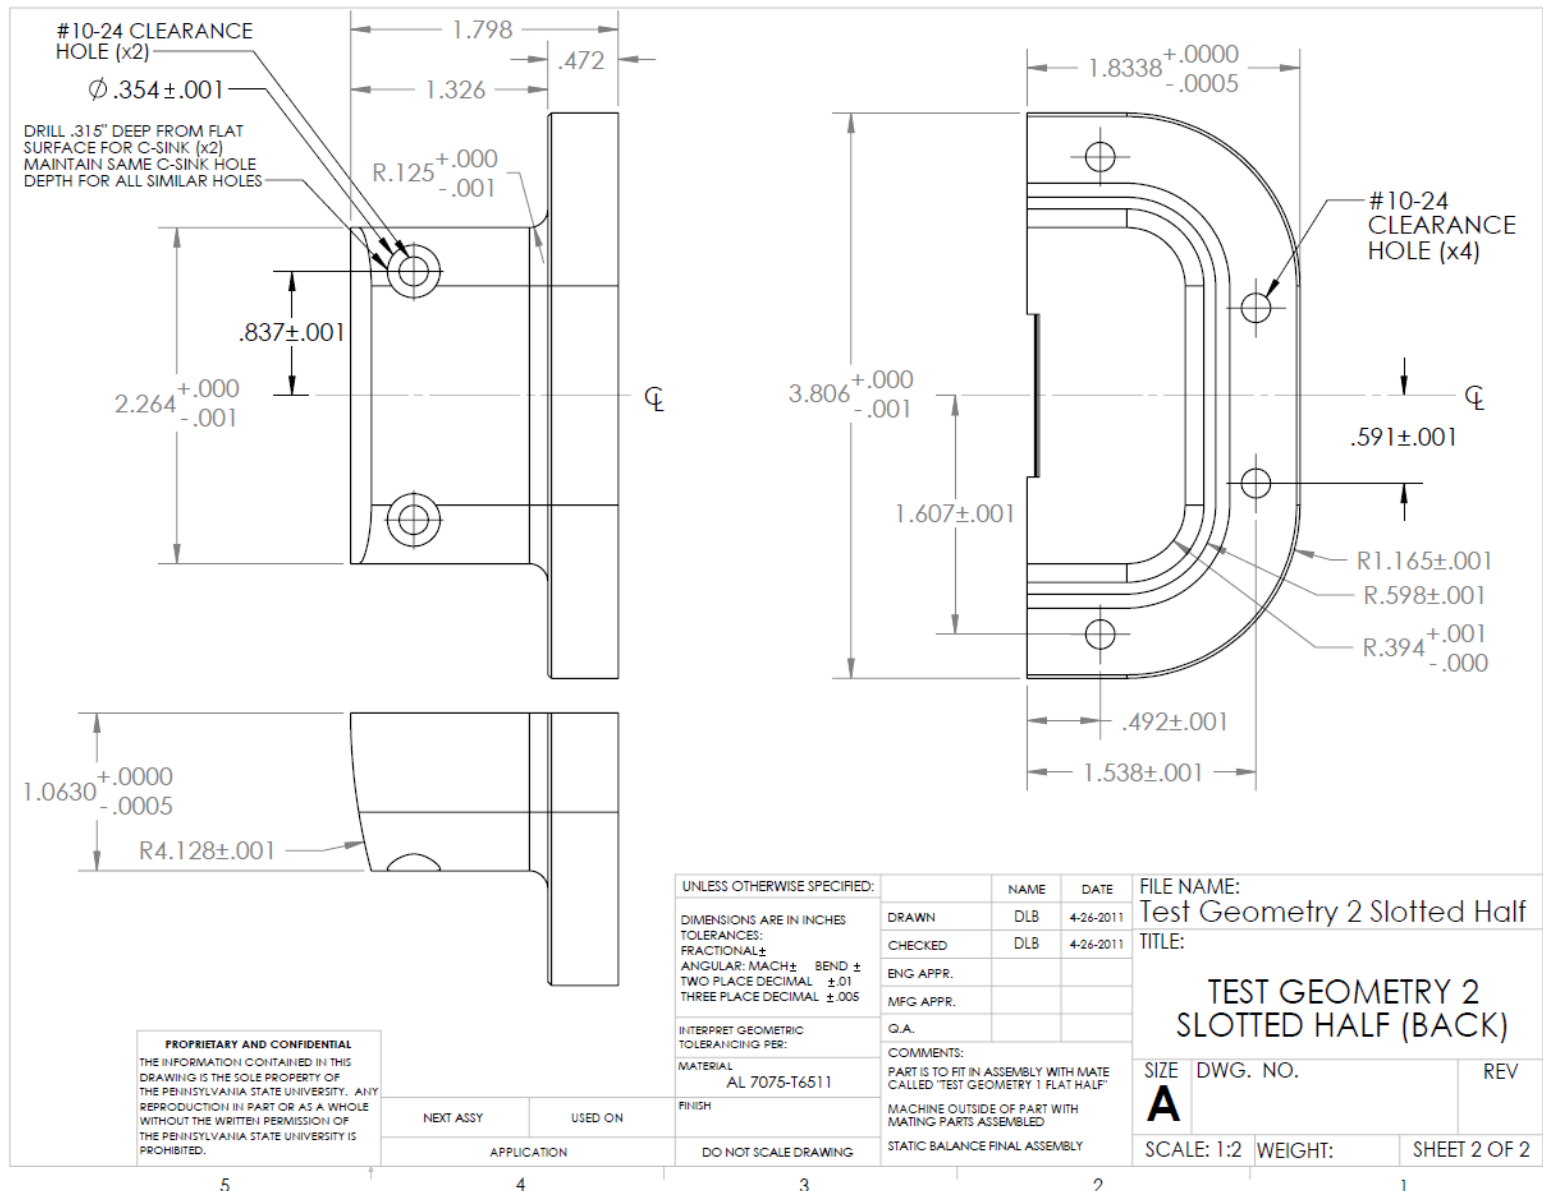 #10-24 CLEARANCE
HOLE (x2)
Ø .354±.001
DRILL .315" DEEP FROM FLAT
SURFACE FOR C-SINK (x2)
MAINTAIN SAME C-SINK HOLE
DEPTH FOR ALL SIMILAR HOLES
1.798
.472
1.326
R.125 +.000
-.001
.837±.001
2.264 +.000
-.001
℄
1.8338 +.0000
-.0005
#10-24
CLEARANCE
HOLE (x4)
3.806 +.000
-.001
℄
.591±.001
1.607±.001
R1.165±.001
R.598±.001
R.394 +.001
-.000
.492±.001
1.538±.001
1.0630 +.0000
-.0005
R4.128±.001
PROPRIETARY AND CONFIDENTIAL
THE INFORMATION CONTAINED IN THIS
DRAWING IS THE SOLE PROPERTY OF
THE PENNSYLVANIA STATE UNIVERSITY. ANY
REPRODUCTION IN PART OR AS A WHOLE
WITHOUT THE WRITTEN PERMISSION OF
THE PENNSYLVANIA STATE UNIVERSITY IS
PROHIBITED.
NEXT ASSY
USED ON
APPLICATION
UNLESS OTHERWISE SPECIFIED:
DIMENSIONS ARE IN INCHES
TOLERANCES:
FRACTIONAL±
ANGULAR: MACH± BEND ±
TWO PLACE DECIMAL ±.01
THREE PLACE DECIMAL ±.005
INTERPRET GEOMETRIC
TOLERANCING PER:
MATERIAL
AL 7075-T6511
FINISH
DO NOT SCALE DRAWING
NAME DATE
DRAWN DLB 4-26-2011
CHECKED DLB 4-26-2011
ENG APPR.
MFG APPR.
Q.A.
COMMENTS:
PART IS TO FIT IN ASSEMBLY WITH MATE
CALLED "TEST GEOMETRY 1 FLAT HALF"
MACHINE OUTSIDE OF PART WITH
MATING PARTS ASSEMBLED
STATIC BALANCE FINAL ASSEMBLY
FILE NAME:
Test Geometry 2 Slotted Half
TITLE:
TEST GEOMETRY 2
SLOTTED HALF (BACK)
SIZE DWG. NO. REV
A
SCALE: 1:2 WEIGHT: SHEET 2 OF 2
5 4 3 2 1